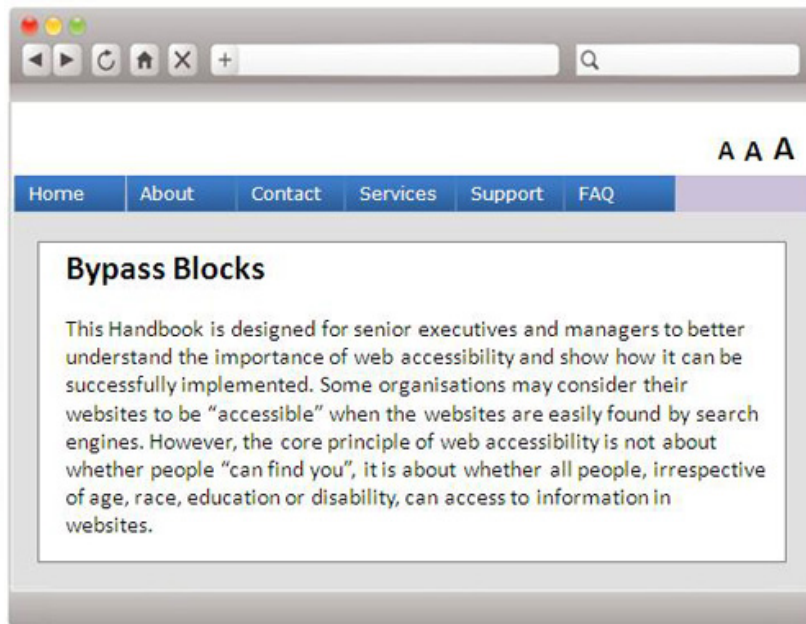 A A A
Home About Contact Services Support FAQ
Bypass Blocks
This Handbook is designed for senior executives and managers to better
understand the importance of web accessibility and show how it can be
successfully implemented. Some organisations may consider their
websites to be “accessible” when the websites are easily found by search
engines. However, the core principle of web accessibility is not about
whether people “can find you”, it is about whether all people, irrespective
of age, race, education or disability, can access to information in
websites.